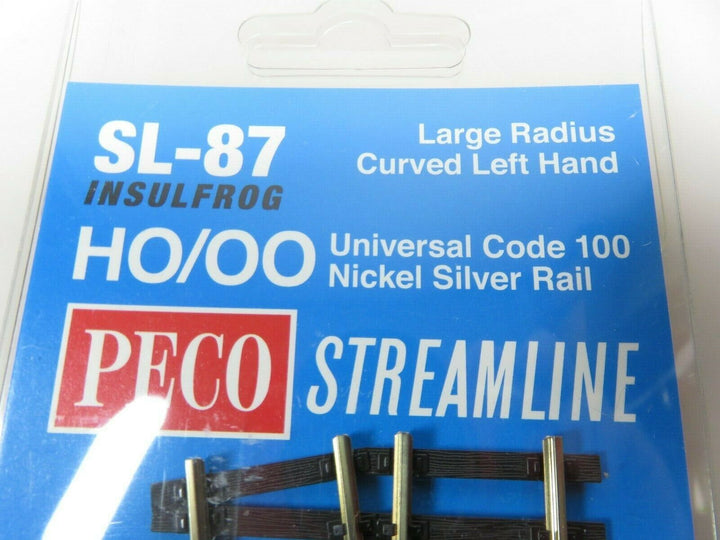 SL-87
INSULFROG
Large Radius
Curved Left Hand
HO/OO
Universal Code 100
Nickel Silver Rail
PECO
STREAMLINE